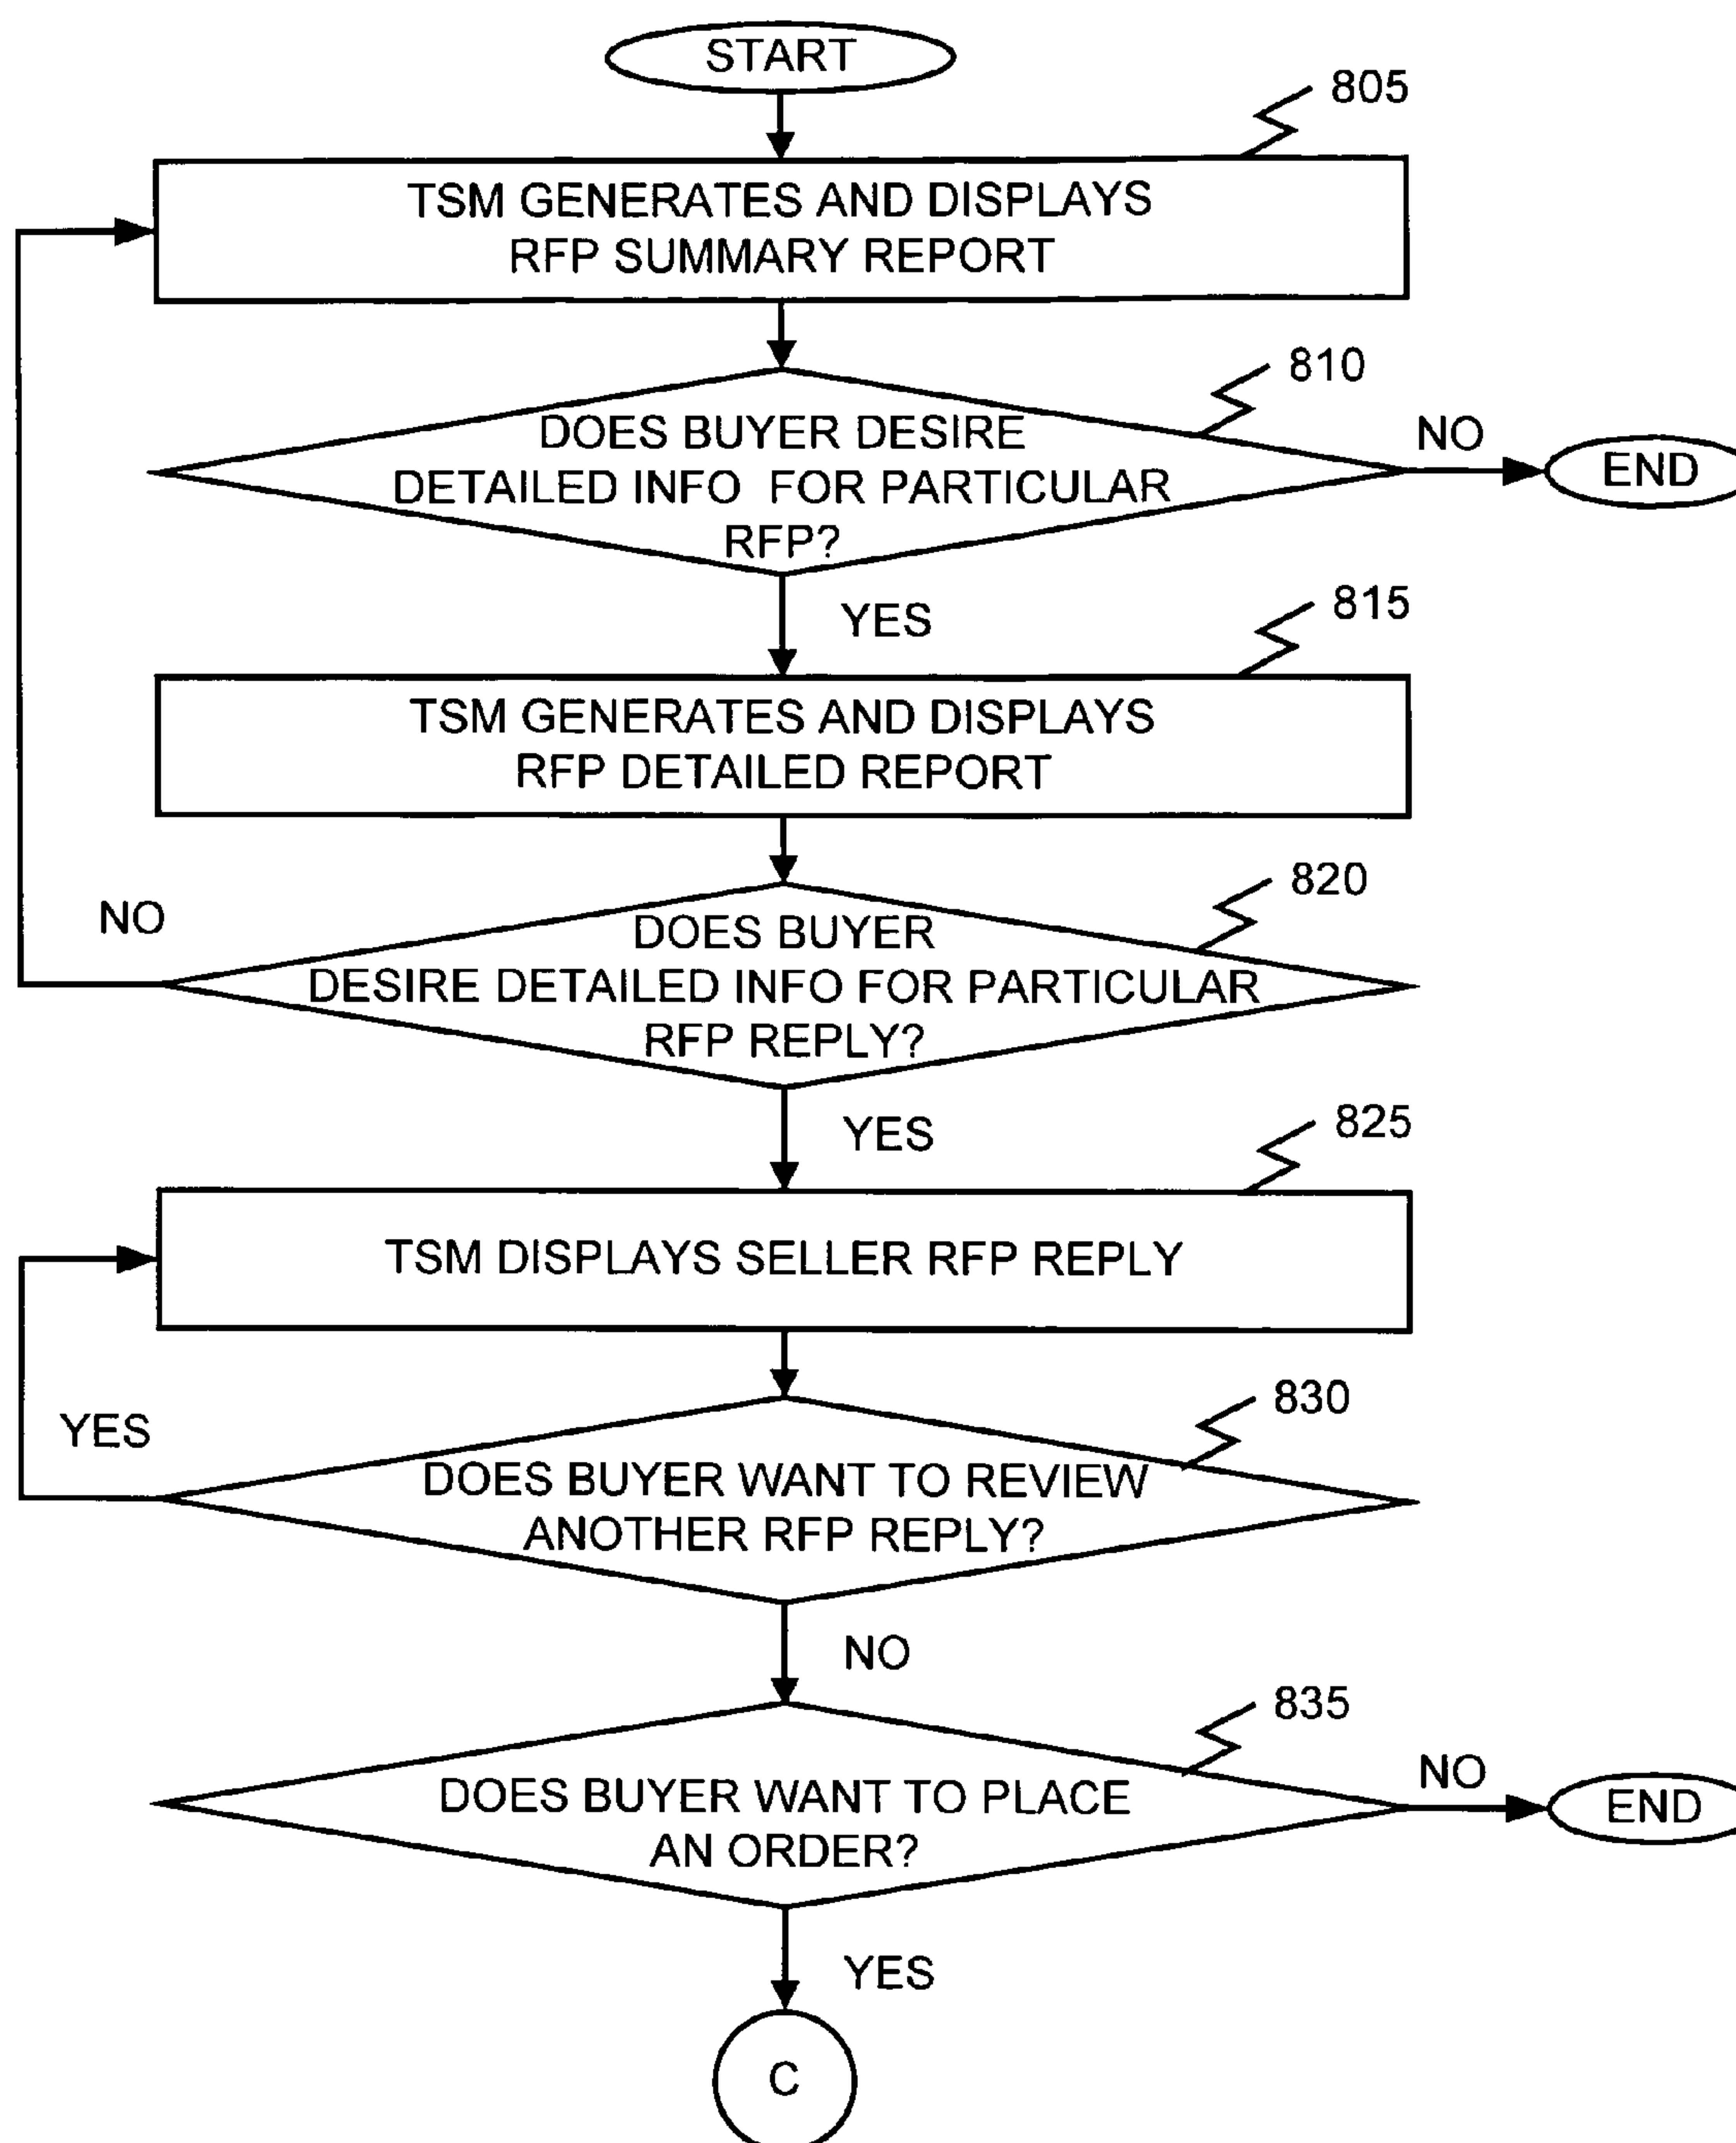 START
805
TSM GENERATES AND DISPLAYS
RFP SUMMARY REPORT
810
DOES BUYER DESIRE
DETAILED INFO FOR PARTICULAR
RFP?
NO
END
YES
815
TSM GENERATES AND DISPLAYS
RFP DETAILED REPORT
820
NO
DOES BUYER
DESIRE DETAILED INFO FOR PARTICULAR
RFP REPLY?
YES
825
TSM DISPLAYS SELLER RFP REPLY
830
YES
DOES BUYER WANT TO REVIEW
ANOTHER RFP REPLY?
NO
835
DOES BUYER WANT TO PLACE
AN ORDER?
NO
END
YES
C